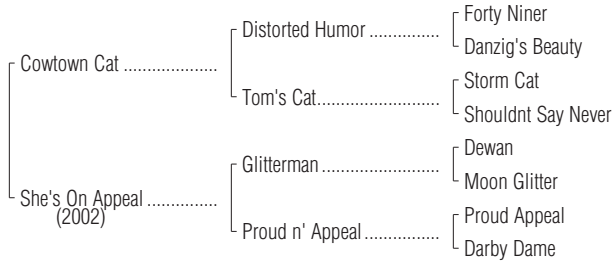 Forty Niner
Distorted Humor ..................
Danzig's Beauty
Cowtown Cat ....................
Storm Cat
Tom's Cat..........................
Shouldnt Say Never
Dewan
Glitterman .........................
Moon Glitter
She's On Appeal ...............
(2002)
Proud Appeal
Proud n' Appeal................
Darby Dame